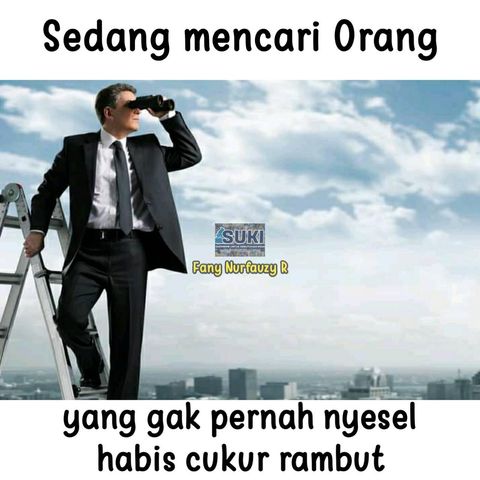 Sedang mencari Orang
SUKI
Fany Nurfauzy R
yang gak pernah nyesel
habis cukur rambut